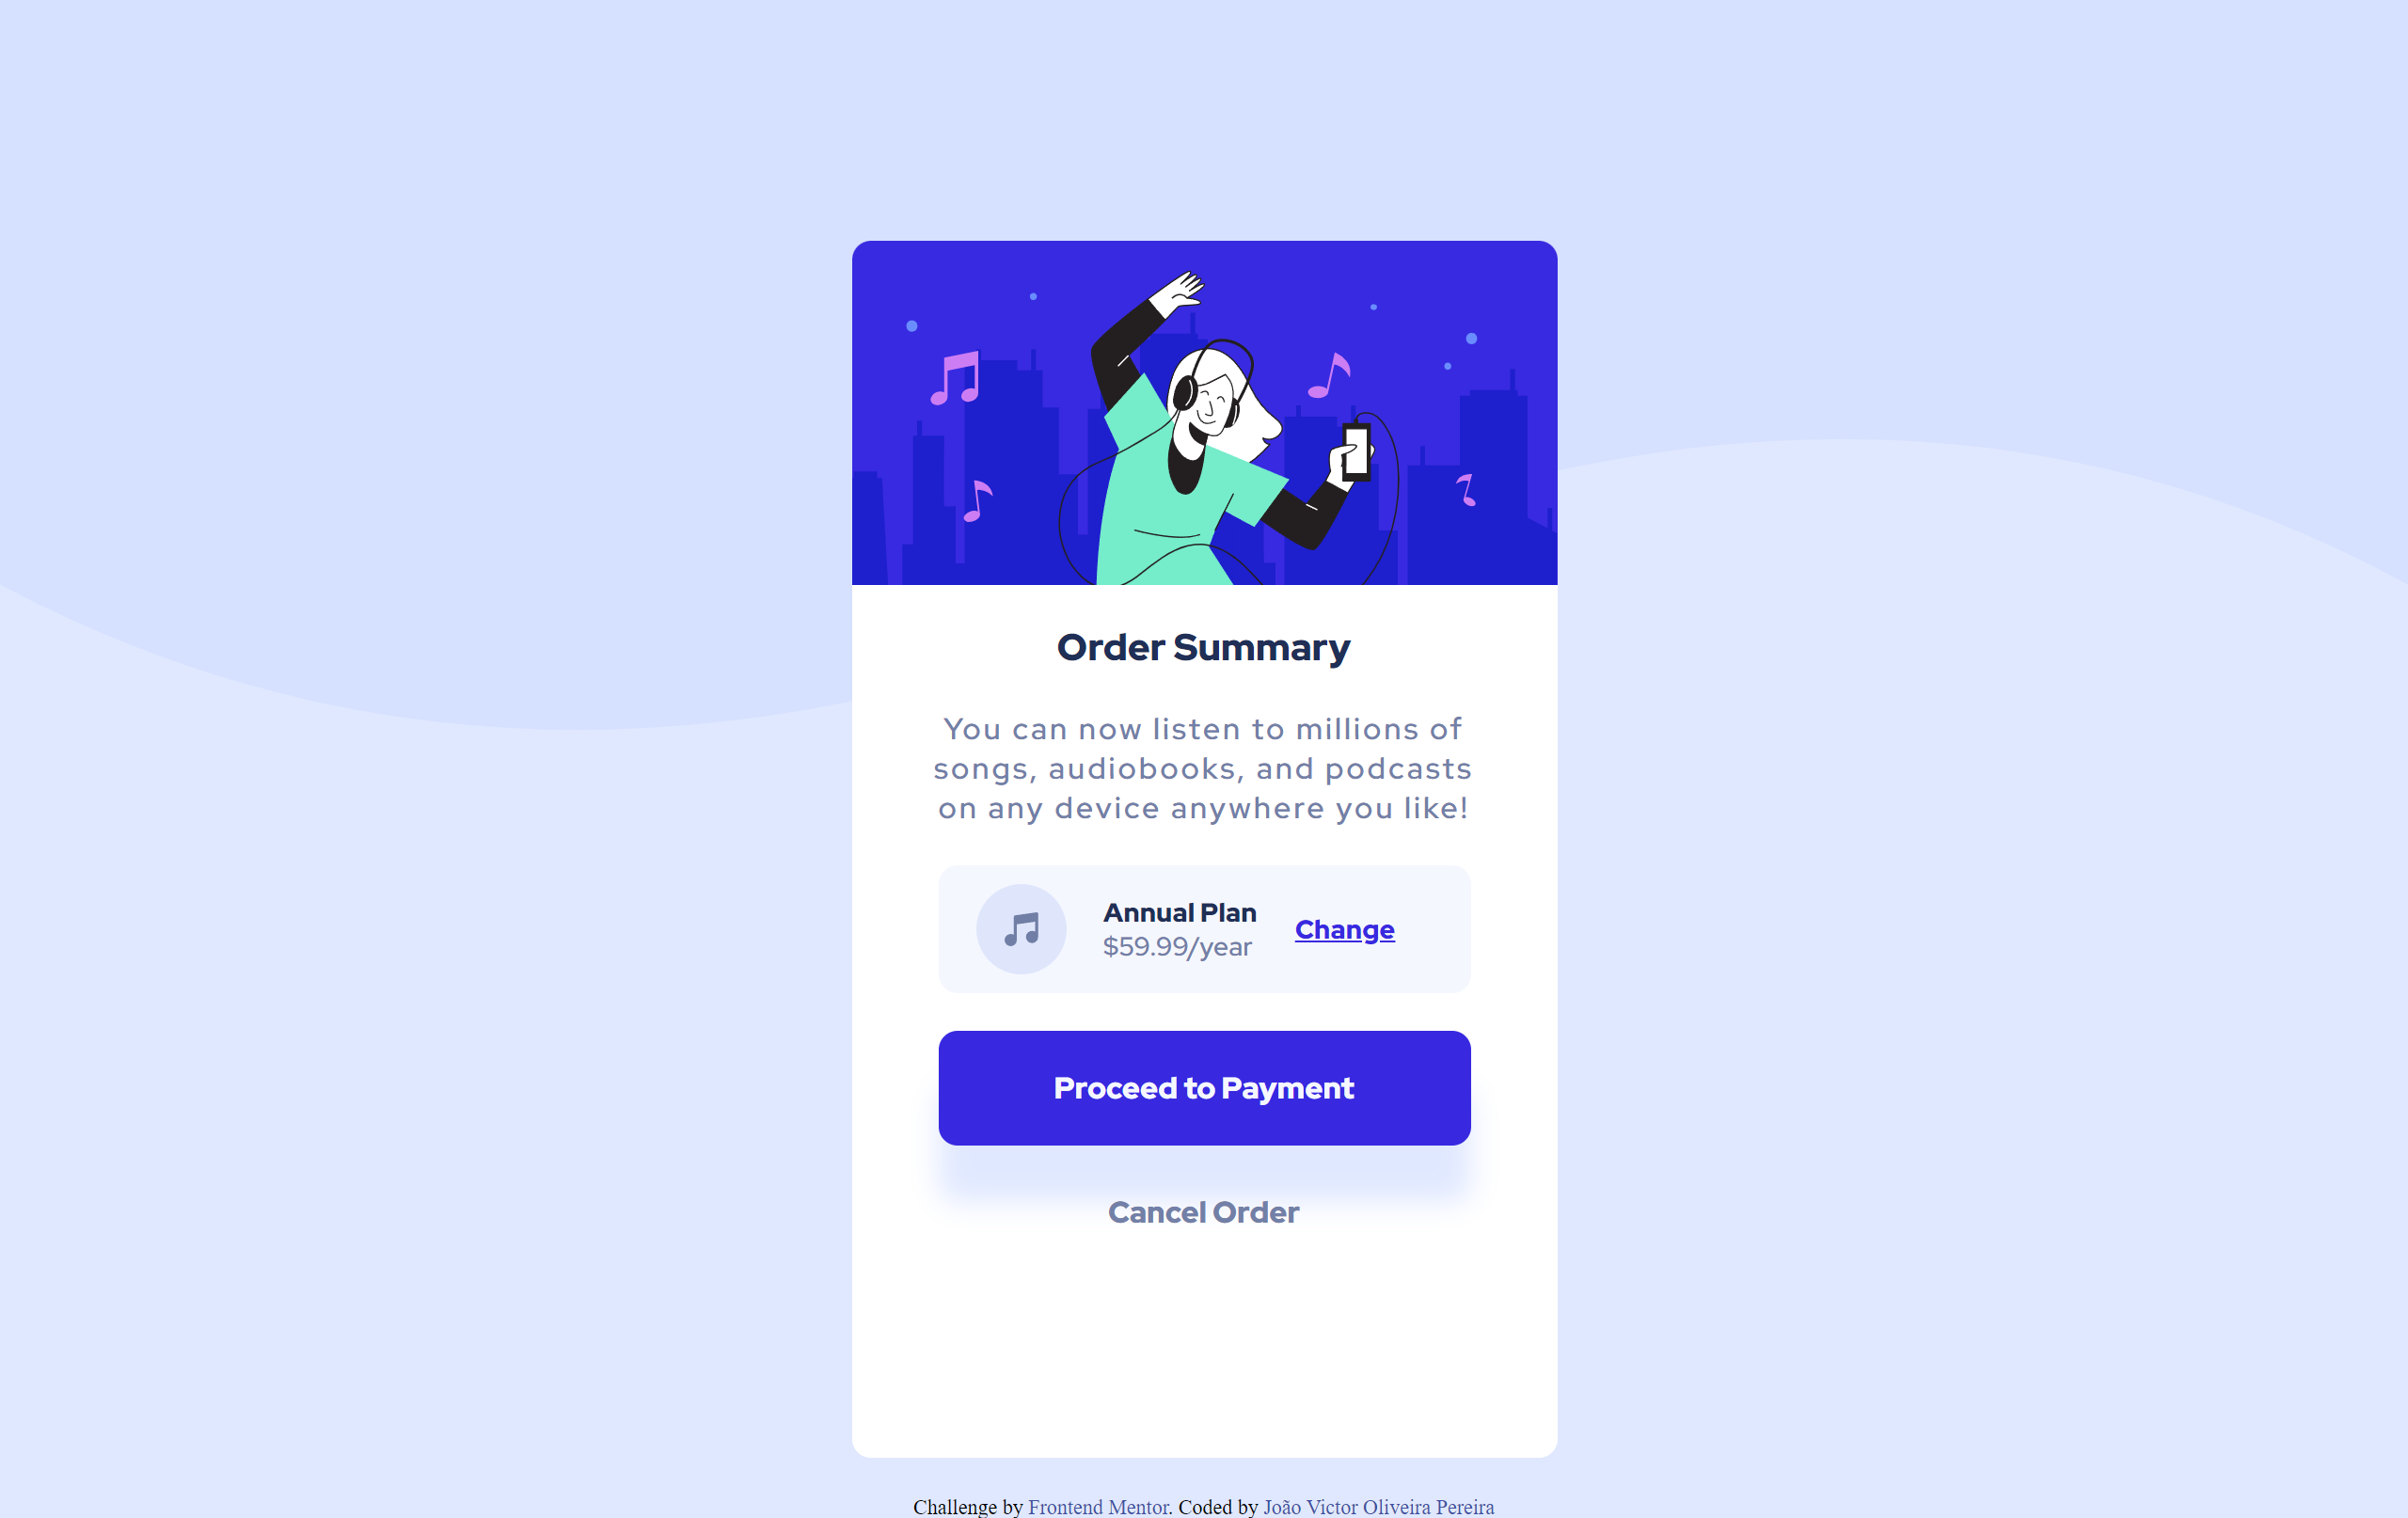 Order Summary
You can now listen to millions of
songs, audiobooks, and podcasts
on any device anywhere you like!
Annual Plan
$59.99/year
Change
Proceed to Payment
Cancel Order
Challenge by Frontend Mentor. Coded by João Victor Oliveira Pereira